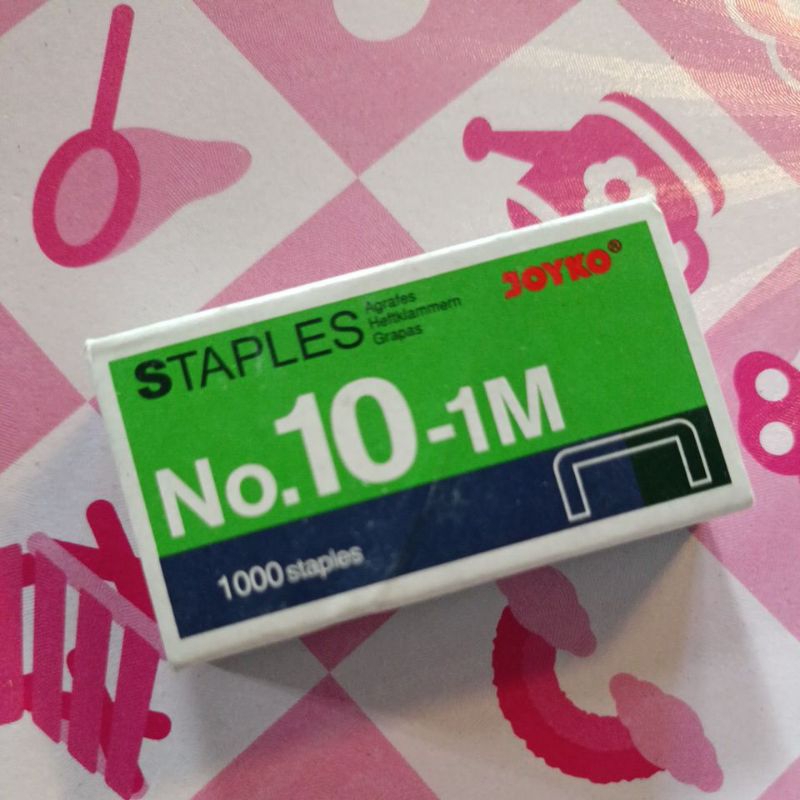 JOYKO®
STAPLES
Agrafes
Heftklammern
Grapas
No.10-1M
1000 staples